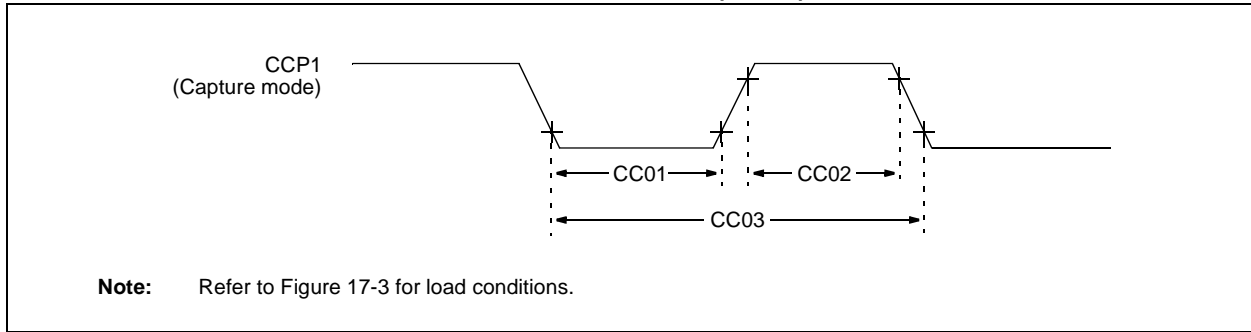 CCP1
(Capture mode)
CC01
CC02
CC03
Note: Refer to Figure 17-3 for load conditions.